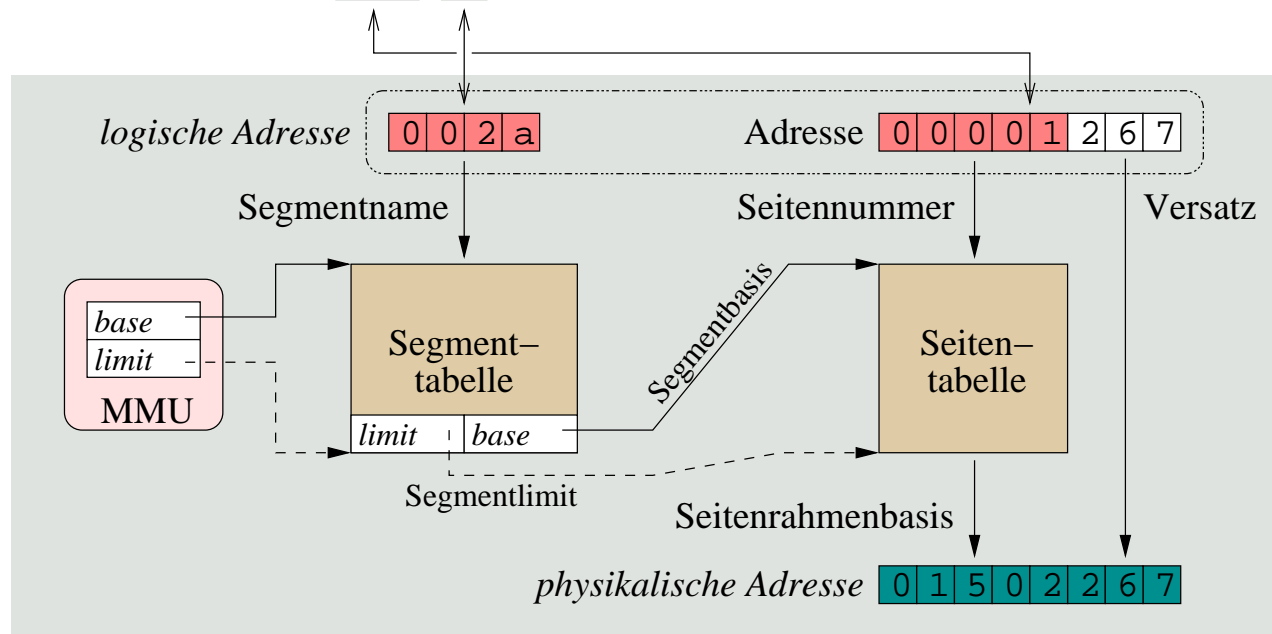 logische Adresse 0 0 2 a Adresse 0 0 0 0 1 2 6 7
Segmentname Seitennummer Versatz
base
limit
MMU
Segment–
tabelle
limit base
Segmentbasis
Seiten–
tabelle
Segmentlimit
Seitenrahmenbasis
physikalische Adresse 0 1 5 0 2 2 6 7